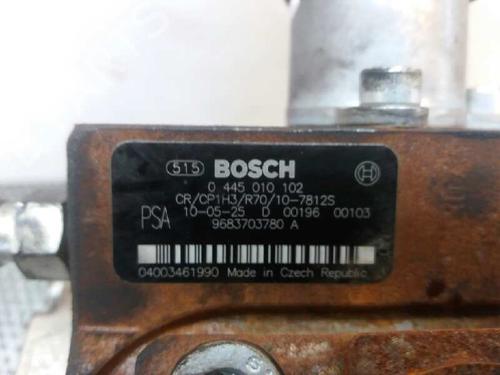 515 BOSCH
0 445 010 102
CR/CP1H3/R70/10-7812S
PSA 10-05-25 D 00196 00103
9683703780 A
04003461990 Made in Czech Republic